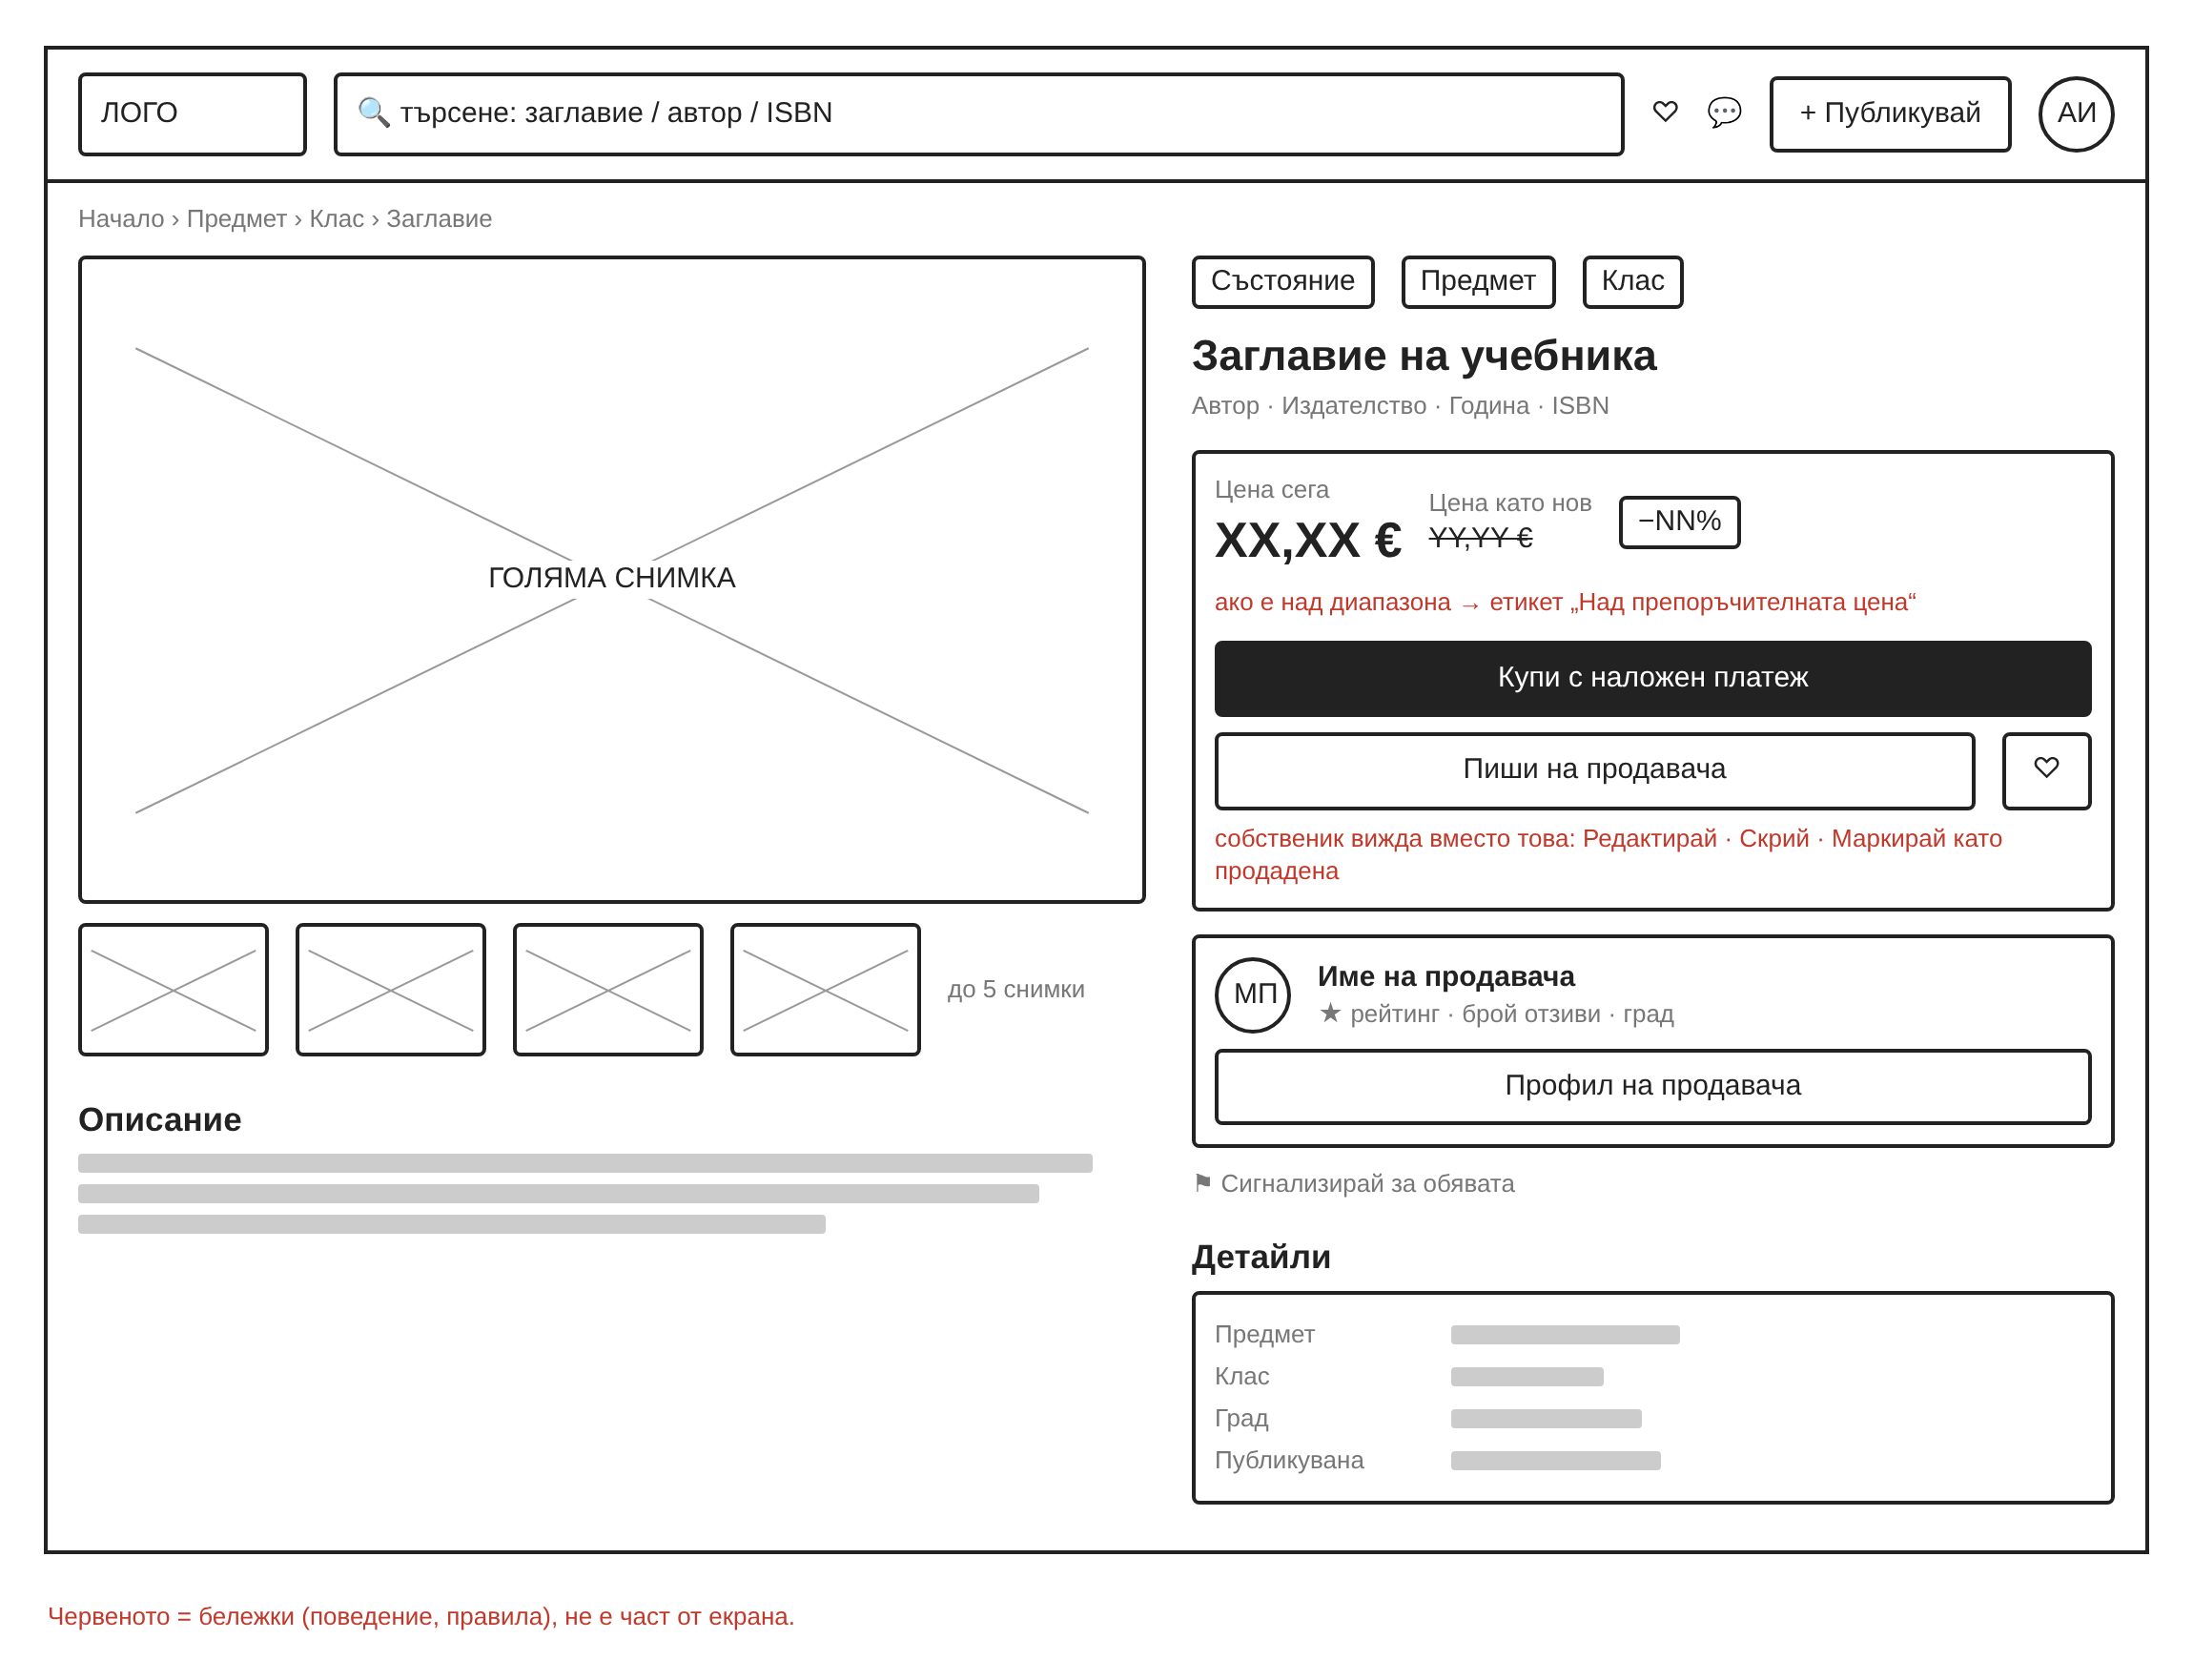 ЛОГО
🔍 търсене: заглавие / автор / ISBN
♡ 💬 + Публикувай
АИ
Начало › Предмет › Клас › Заглавие
ГОЛЯМА СНИМКА
до 5 снимки
Описание
Състояние
Предмет
Клас
Заглавие на учебника
Автор · Издателство · Година · ISBN
Цена сега
XX,XX €
Цена като нов
YY,YY €
−NN%
ако е над диапазона → етикет „Над препоръчителната цена“
Купи с наложен платеж
Пиши на продавача
♡
собственик вижда вместо това: Редактирай · Скрий · Маркирай като
продадена
МП
Име на продавача
★ рейтинг · брой отзиви · град
Профил на продавача
⚑ Сигнализирай за обявата
Детайли
Предмет
Клас
Град
Публикувана
Червеното = бележки (поведение, правила), не е част от екрана.